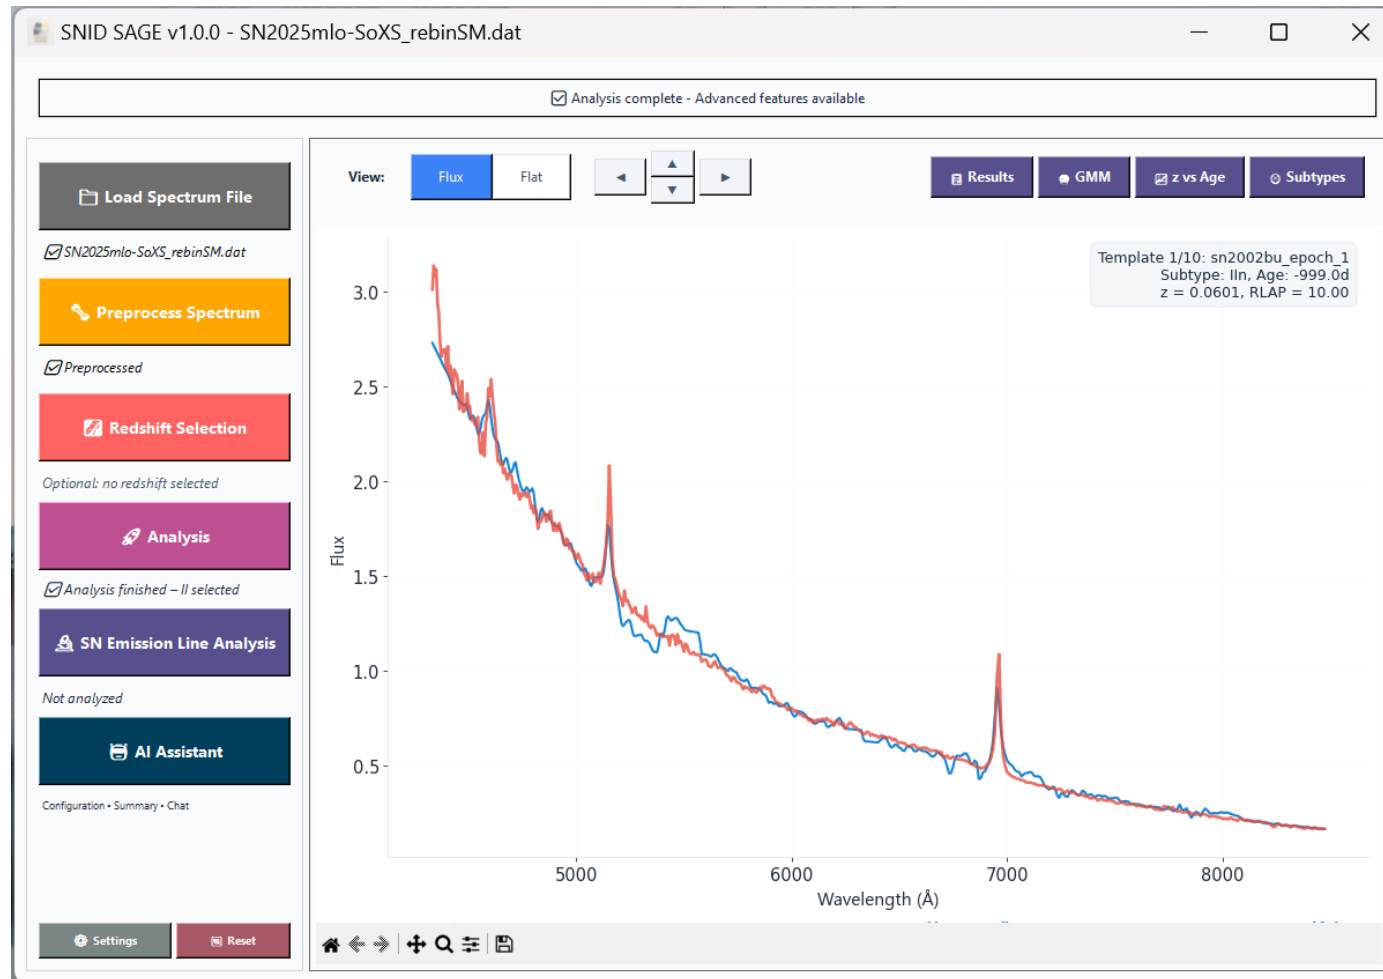 SNID SAGE v1.0.0 - SN2025mlo-SoXS_rebinSM.dat
Analysis complete - Advanced features available
Load Spectrum File
SN2025mlo-SoXS_rebinSM.dat
Preprocess Spectrum
Preprocessed
Redshift Selection
Optional: no redshift selected
Analysis
Analysis finished – II selected
SN Emission Line Analysis
Not analyzed
AI Assistant
Configuration • Summary • Chat
Settings
Reset
View:
Flux
Flat
Results
GMM
z vs Age
Subtypes
Template 1/10: sn2002bu_epoch_1
Subtype: IIn, Age: -999.0d
z = 0.0601, RLAP = 10.00
Flux
3.0
2.5
2.0
1.5
1.0
0.5
5000
6000
7000
8000
Wavelength (Å)